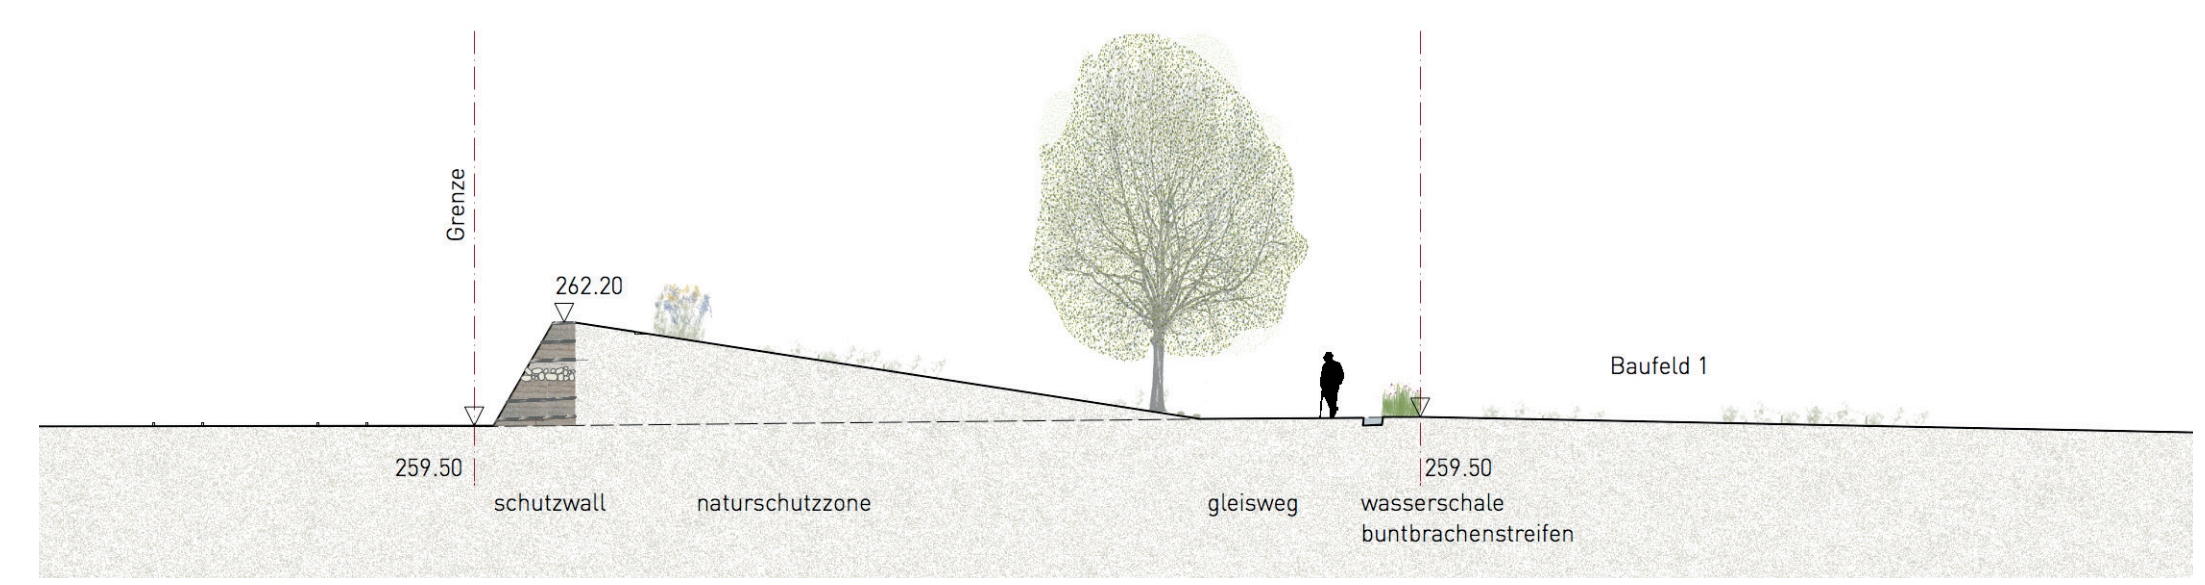 Grenze
262.20
Baufeld 1
259.50
259.50
schutzwall
naturschutzzone
gleisweg
wasserschale
buntbrachenstreifen